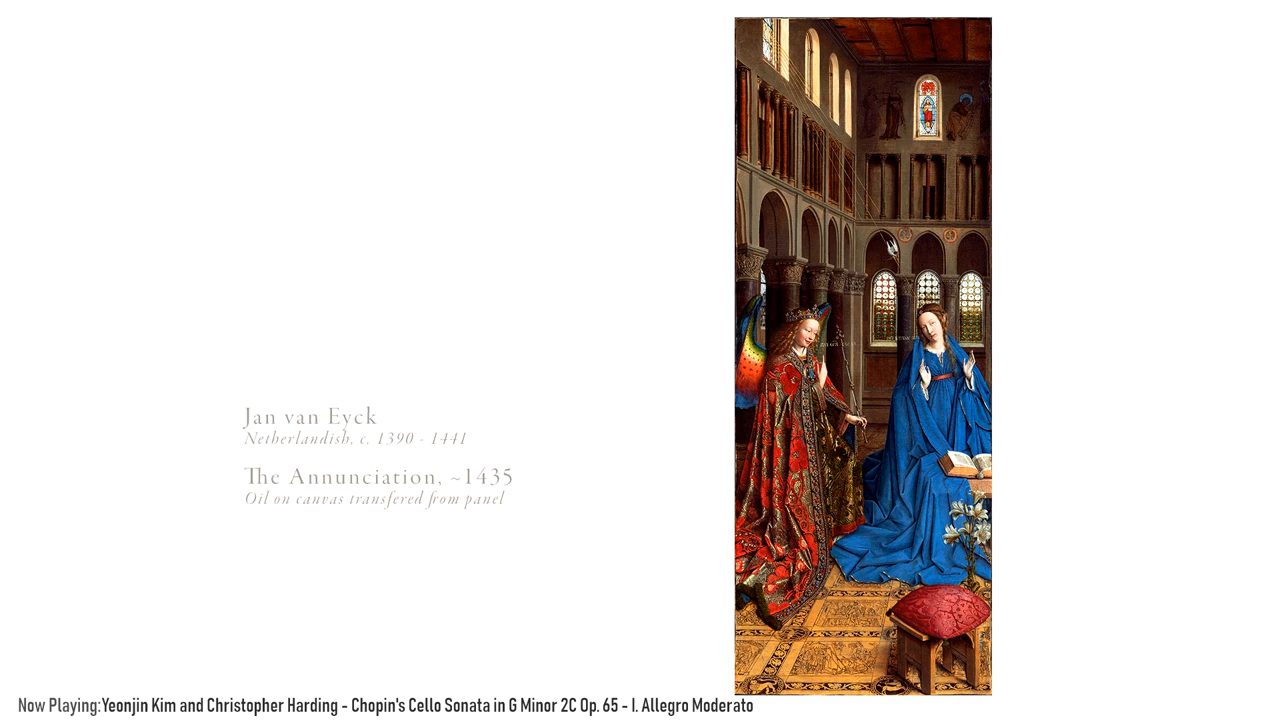 Jan van Eyck
Netherlandish, c. 1390 - 1441
The Annunciation, ~1435
Oil on canvas transfered from panel
Now Playing:Yeonjin Kim and Christopher Harding - Chopin's Cello Sonata in G Minor 2C Op. 65 - I. Allegro Moderato